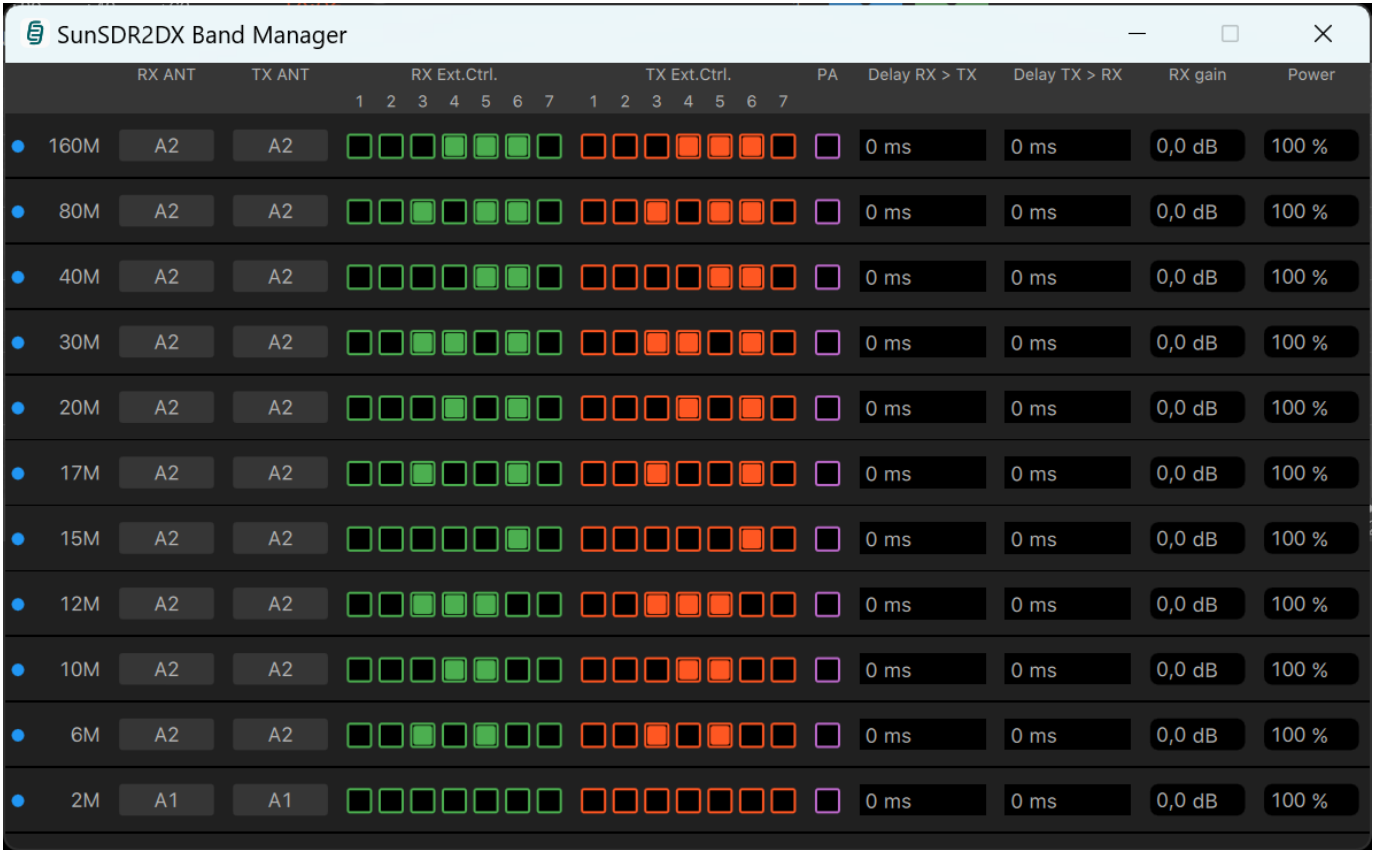 SunSDR2DX Band Manager
RX ANT TX ANT RX Ext.Ctrl. TX Ext.Ctrl. PA Delay RX > TX Delay TX > RX RX gain Power
1 2 3 4 5 6 7 1 2 3 4 5 6 7
160M A2 A2 0 ms 0 ms 0,0 dB 100 %
80M A2 A2 0 ms 0 ms 0,0 dB 100 %
40M A2 A2 0 ms 0 ms 0,0 dB 100 %
30M A2 A2 0 ms 0 ms 0,0 dB 100 %
20M A2 A2 0 ms 0 ms 0,0 dB 100 %
17M A2 A2 0 ms 0 ms 0,0 dB 100 %
15M A2 A2 0 ms 0 ms 0,0 dB 100 %
12M A2 A2 0 ms 0 ms 0,0 dB 100 %
10M A2 A2 0 ms 0 ms 0,0 dB 100 %
6M A2 A2 0 ms 0 ms 0,0 dB 100 %
2M A1 A1 0 ms 0 ms 0,0 dB 100 %